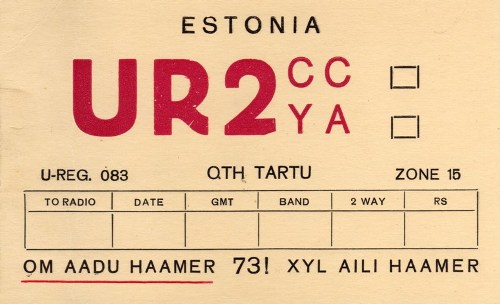 ESTONIA
UR2 CC
YA
U-REG. 083 QTH TARTU ZONE 15
TO RADIO DATE GMT BAND 2 WAY RS
OM AADU HAAMER 73! XYL AILI HAAMER